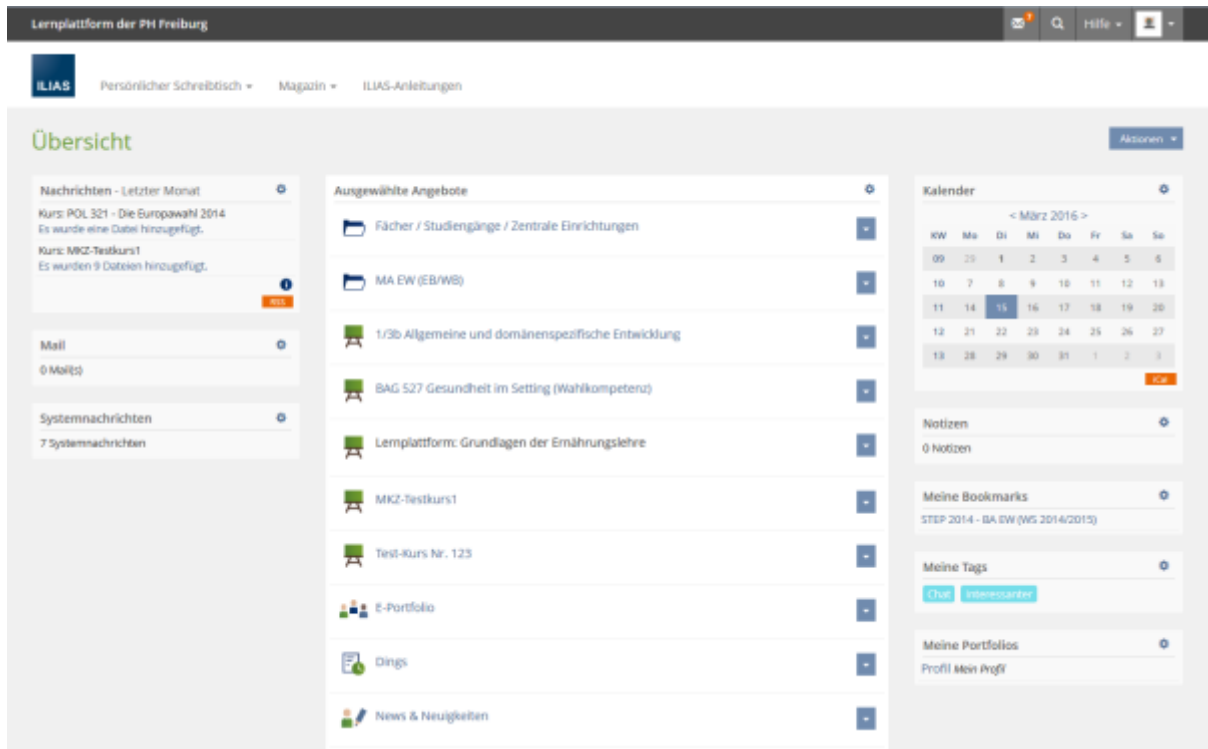 Lernplattform der PH Freiburg
7
Hilfe
ILIAS
Persönlicher Schreibtisch
Magazin
ILIAS-Anleitungen
Übersicht
Aktionen
Nachrichten - Letzter Monat
Kurs: POL 321 - Die Europawahl 2014
Es wurde eine Datei hinzugefügt.
Kurs: MKZ-Testkurs1
Es wurden 9 Dateien hinzugefügt.
RSS
Mail
0 Mail(s)
Systemnachrichten
7 Systemnachrichten
Ausgewählte Angebote
Fächer / Studiengänge / Zentrale Einrichtungen
MA EW (EB/WB)
1/3b Allgemeine und domänenspezifische Entwicklung
BAG 527 Gesundheit im Setting (Wahlkompetenz)
Lernplattform: Grundlagen der Ernährungslehre
MKZ-Testkurs1
Test-Kurs Nr. 123
E-Portfolio
Dings
News & Neuigkeiten
Kalender
< März 2016 >
KW Mo Di Mi Do Fr Sa So
09 29 1 2 3 4 5 6
10 7 8 9 10 11 12 13
11 14 15 16 17 18 19 20
12 21 22 23 24 25 26 27
13 28 29 30 31 1 2 3
iCal
Notizen
0 Notizen
Meine Bookmarks
STEP 2014 - BA EW (WS 2014/2015)
Meine Tags
Chat Interessanter
Meine Portfolios
Profil Mein Profil